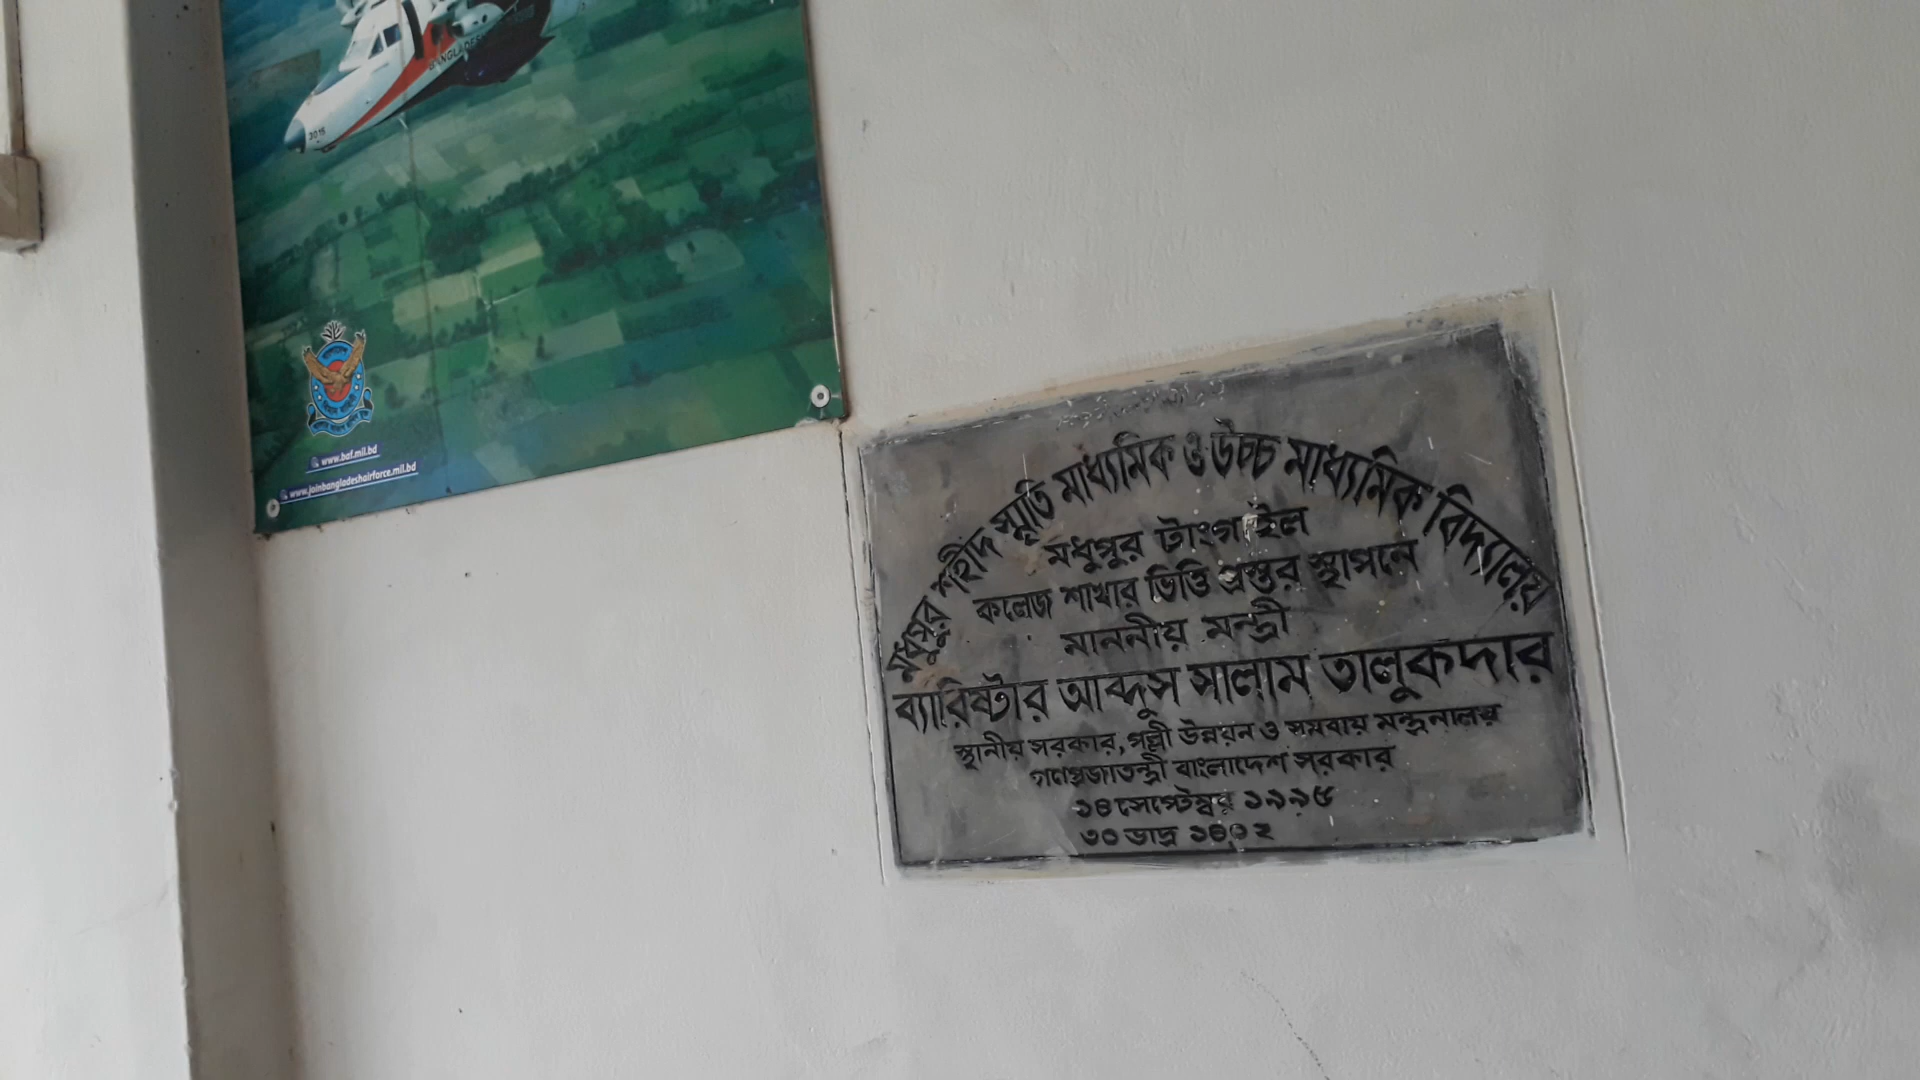 BANGLADESH
3015
www.baf.mil.bd
www.joinbangladeshairforce.mil.bd
মধুপুর শহীদ স্মৃতি মাধ্যমিক ও উচ্চ মাধ্যমিক বিদ্যালয়
মধুপুর টাংগাইল
কলেজ শাখার ভিত্তি প্রস্তর স্থাপনে
মাননীয় মন্ত্রী
ব্যারিষ্টার আব্দুস সালাম তালুকদার
স্থানীয় সরকার, পল্লী উন্নয়ন ও সমবায় মন্ত্রনালয়
গণপ্রজাতন্ত্রী বাংলাদেশ সরকার
১৪ সেপ্টেম্বর ১৯৯৫
৩০ ভাদ্র ১৪০২